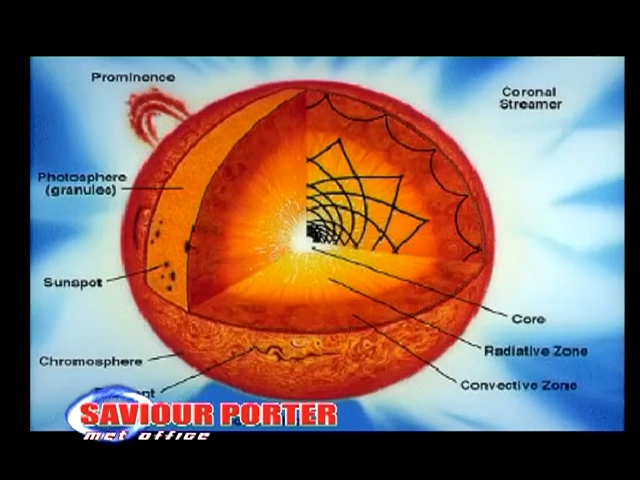 Prominence
Coronal
Streamer
Photosphere
(granules)
Sunspot
Core
Radiative Zone
Chromosphere
Convective Zone
SAVIOUR PORTER
met office